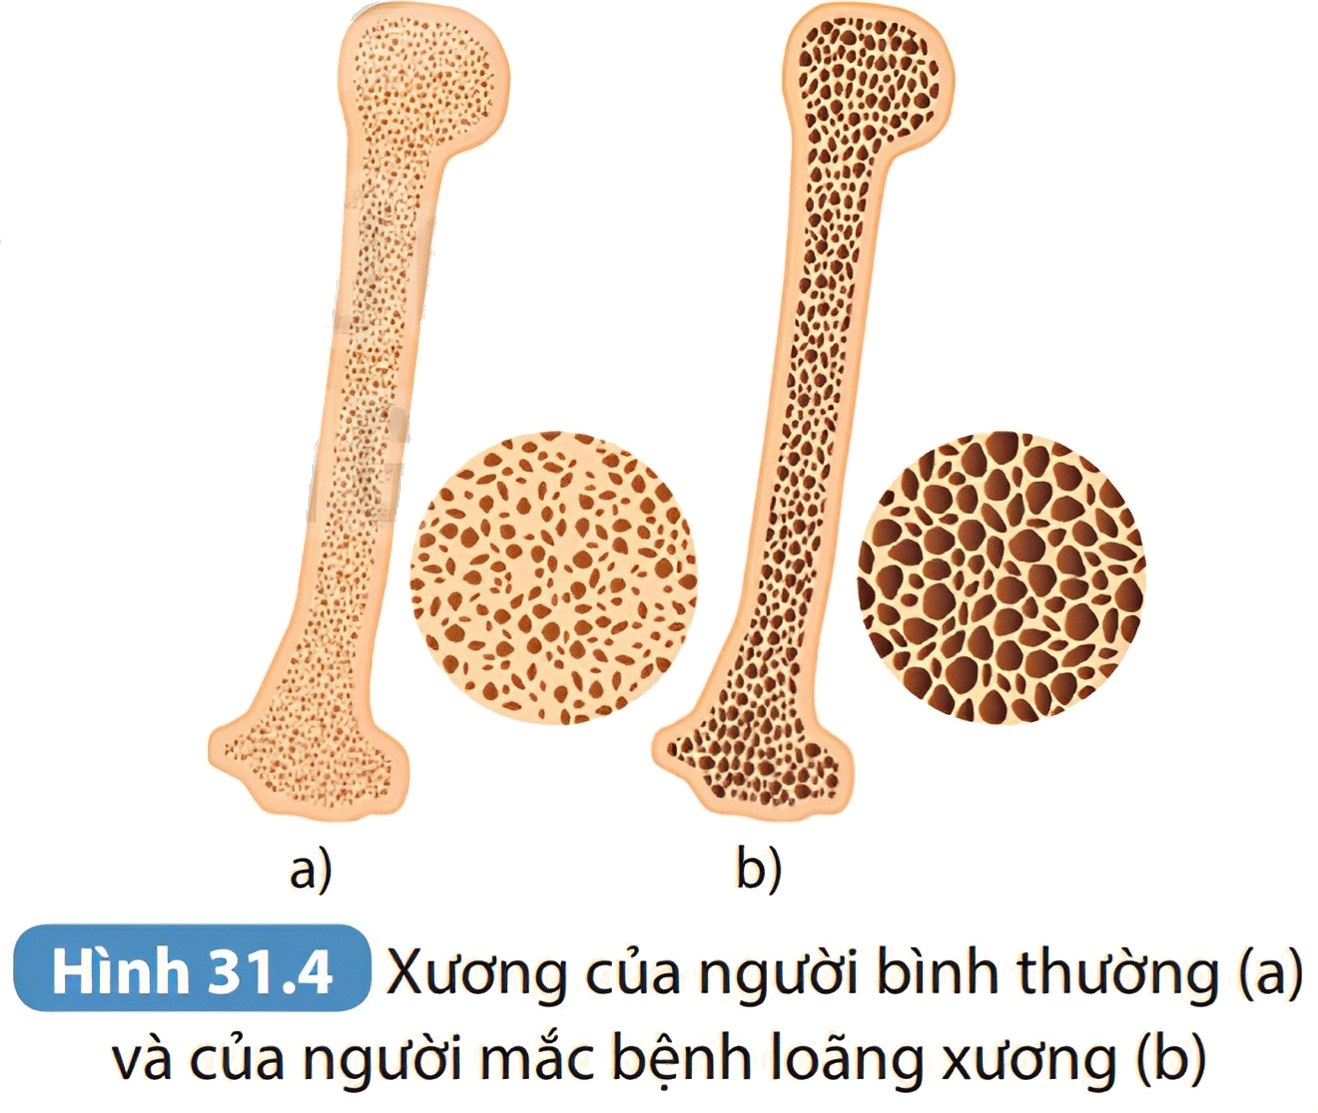 a)
b)
Hình 31.4 Xương của người bình thường (a)
và của người mắc bệnh loãng xương (b)